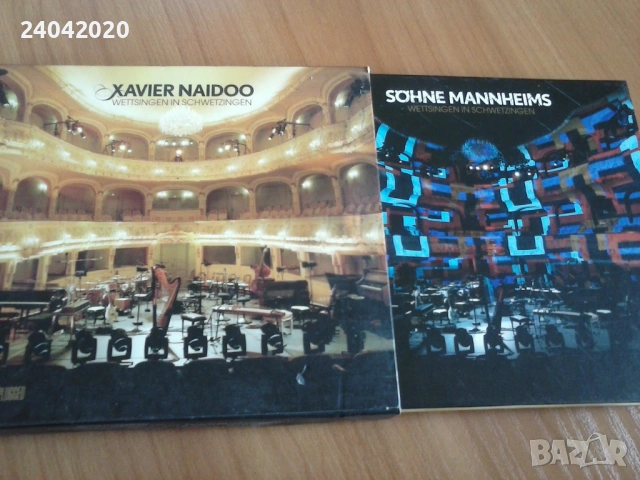 24042020
XAVIER NAIDOO
WETTSINGEN IN SCHWETZINGEN
SÖHNE MANNHEIMS
WETTSINGEN IN SCHWETZINGEN
BAZAR